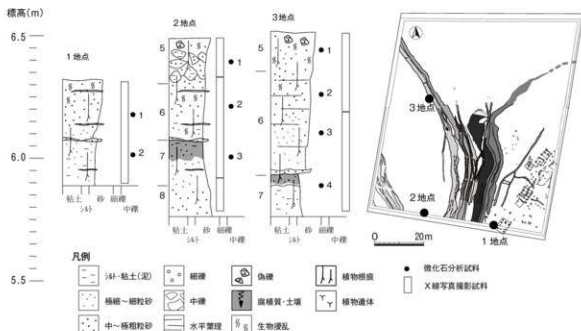 標高(m)
6.5
6.0
5.5
1地点
1
2
粘土
シルト
砂
細礫
中礫
2地点
5
6
7
8
1
2
3
粘土
シルト
砂
細礫
中礫
3地点
5
6
7
1
2
3
4
粘土
シルト
砂
細礫
中礫
3地点
2地点
1地点
0 20m
凡例
シルト・粘土(泥)
極細～細粒砂
中～極粗粒砂
細礫
中礫
水平葉理
偽礫
腐植質・土壌
生物擾乱
植物根痕
植物遺体
微化石分析試料
X線写真撮影試料